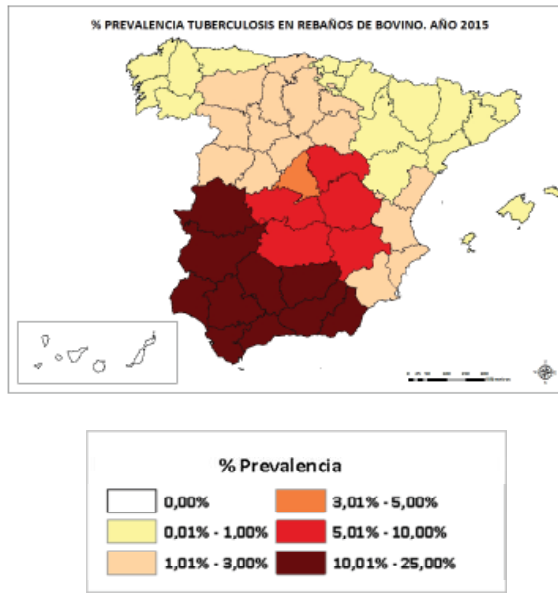 % PREVALENCIA TUBERCULOSIS EN REBAÑOS DE BOVINO. AÑO 2015
% Prevalencia
0,00%
3,01% - 5,00%
0,01% - 1,00%
5,01% - 10,00%
1,01% - 3,00%
10,01% - 25,00%